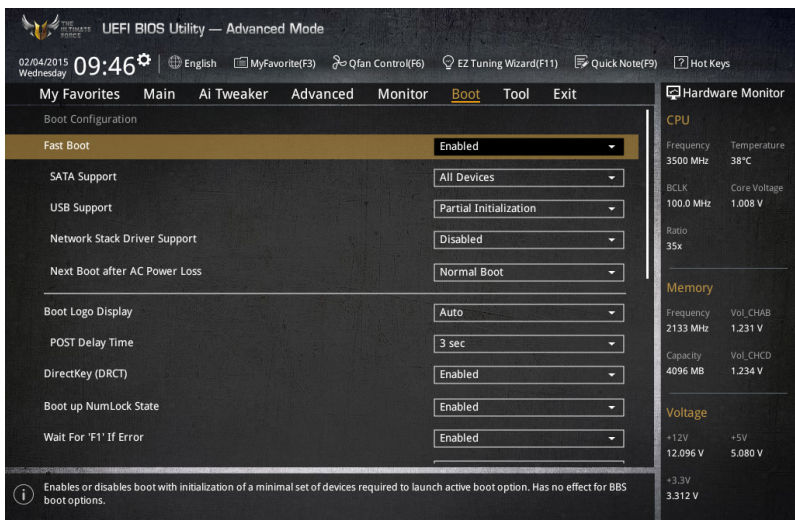 THE
ULTIMATE
FORCE
UEFI BIOS Utility — Advanced Mode
02/04/2015
Wednesday
09:46
English
MyFavorite(F3)
Qfan Control(F6)
EZ Tuning Wizard(F11)
Quick Note(F9)
? Hot Keys
My Favorites Main Ai Tweaker Advanced Monitor Boot Tool Exit
Boot Configuration
Fast Boot Enabled
SATA Support All Devices
USB Support Partial Initialization
Network Stack Driver Support Disabled
Next Boot after AC Power Loss Normal Boot
Boot Logo Display Auto
POST Delay Time 3 sec
DirectKey (DRCT) Enabled
Boot up NumLock State Enabled
Wait For 'F1' If Error Enabled
Enables or disables boot with initialization of a minimal set of devices required to launch active boot option. Has no effect for BBS
boot options.
Hardware Monitor
CPU
Frequency Temperature
3500 MHz 38°C
BCLK Core Voltage
100.0 MHz 1.008 V
Ratio
35x
Memory
Frequency Vol_CHAB
2133 MHz 1.231 V
Capacity Vol_CHCD
4096 MB 1.234 V
Voltage
+12V +5V
12.096 V 5.080 V
+3.3V
3.312 V